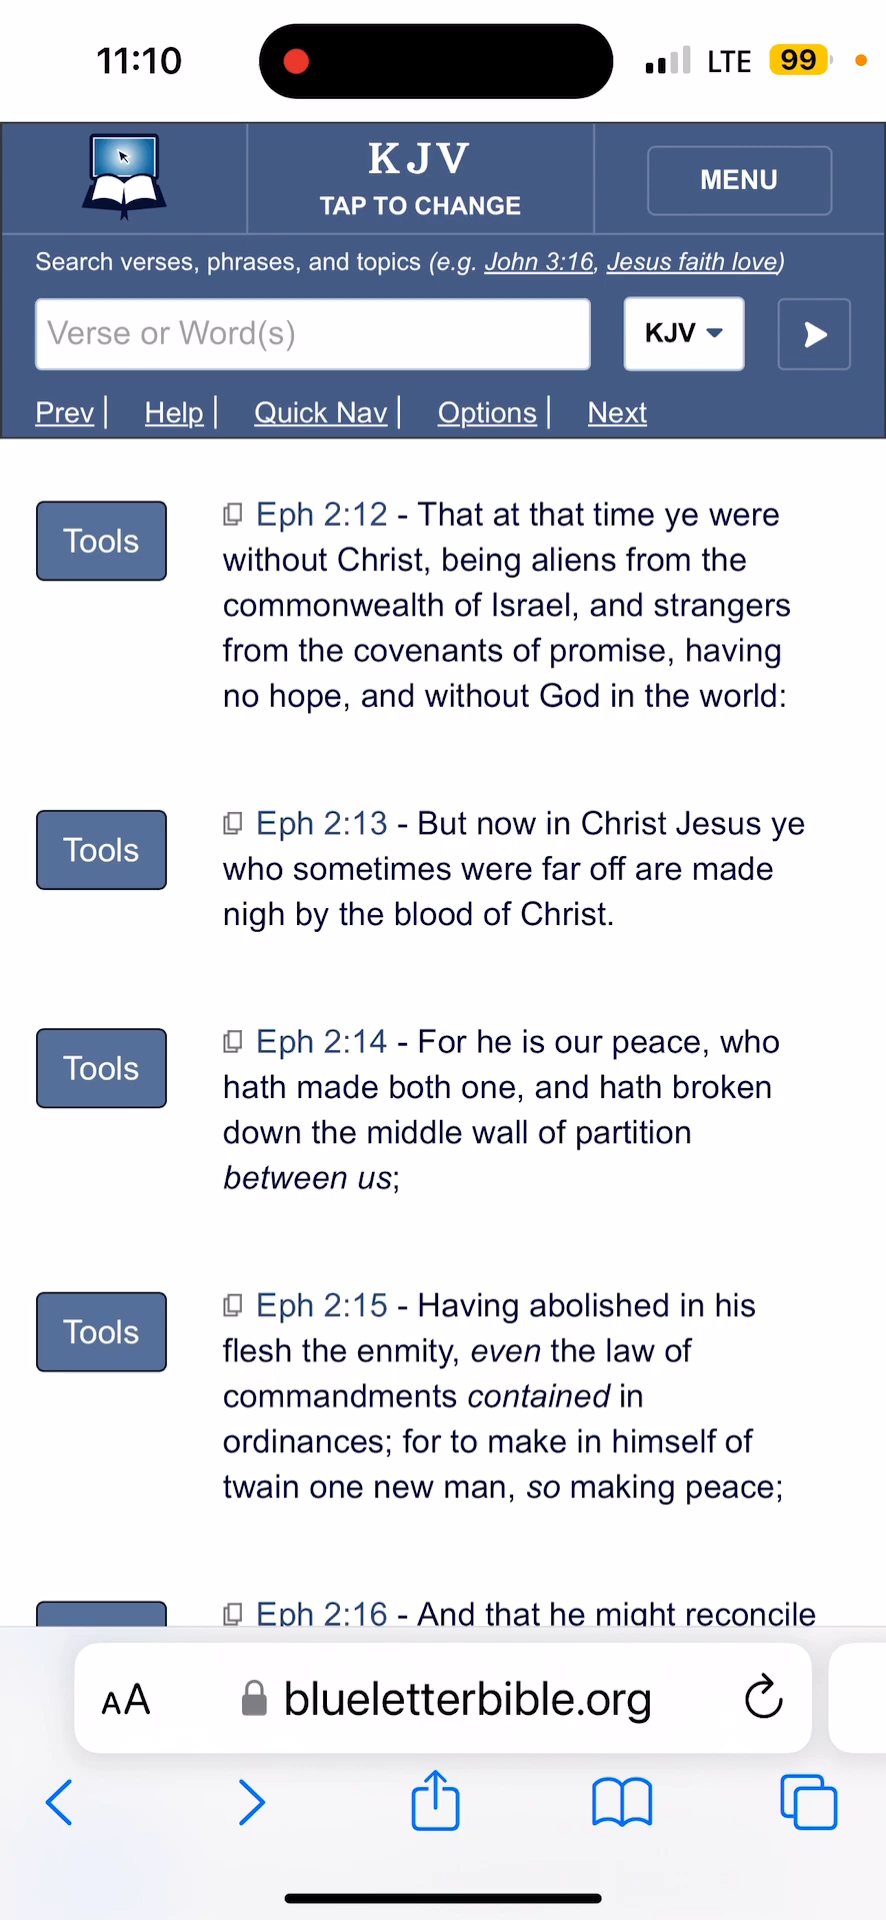 11:10
LTE 99
KJV
TAP TO CHANGE
MENU
Search verses, phrases, and topics (e.g. John 3:16, Jesus faith love)
Verse or Word(s)
KJV
Prev | Help | Quick Nav | Options | Next
Tools
Eph 2:12 - That at that time ye were
without Christ, being aliens from the
commonwealth of Israel, and strangers
from the covenants of promise, having
no hope, and without God in the world:
Tools
Eph 2:13 - But now in Christ Jesus ye
who sometimes were far off are made
nigh by the blood of Christ.
Tools
Eph 2:14 - For he is our peace, who
hath made both one, and hath broken
down the middle wall of partition
between us;
Tools
Eph 2:15 - Having abolished in his
flesh the enmity, even the law of
commandments contained in
ordinances; for to make in himself of
twain one new man, so making peace;
Eph 2:16 - And that he might reconcile
AA blueletterbible.org